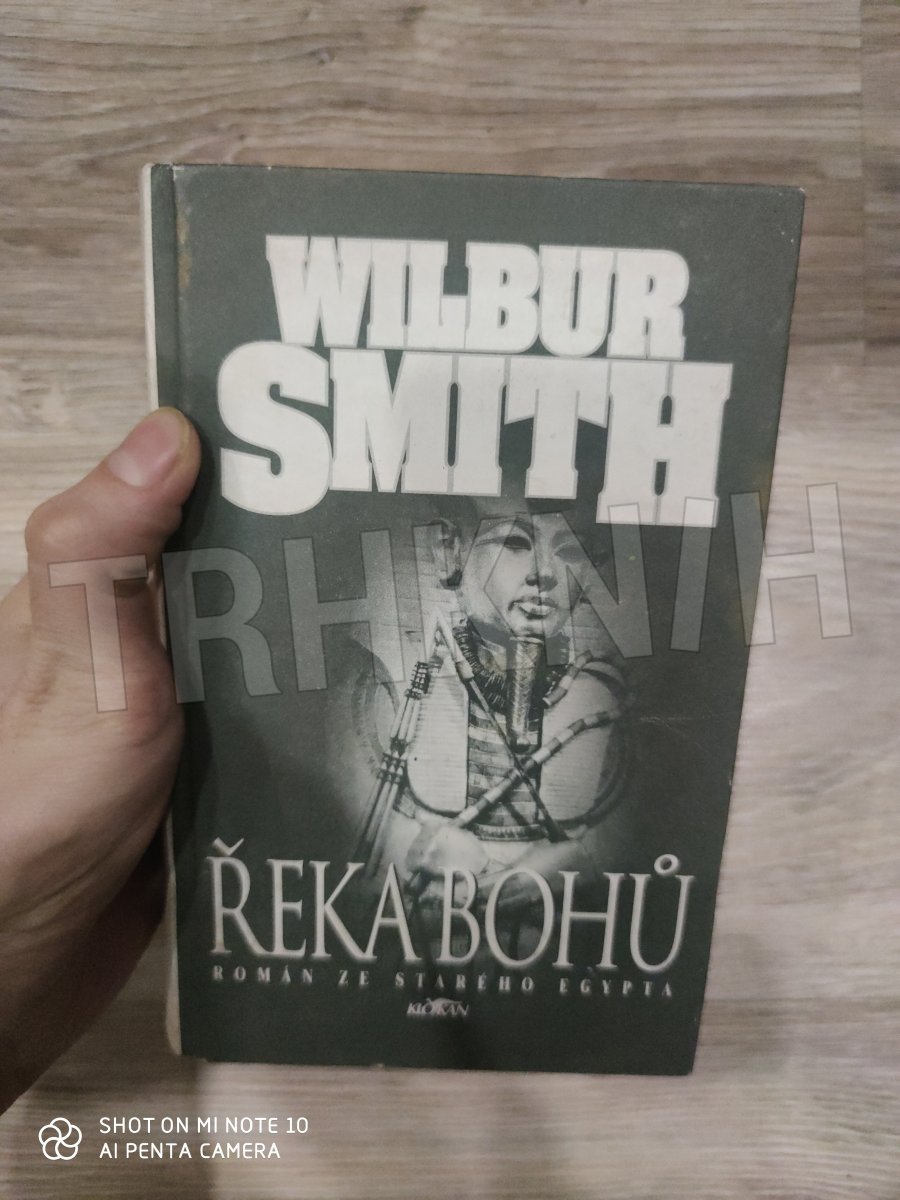 WILBUR
SMITH
TRHKNIH
ŘEKA BOHŮ
ROMÁN ZE STARÉHO EGYPTA
KLOKAN
SHOT ON MI NOTE 10
AI PENTA CAMERA